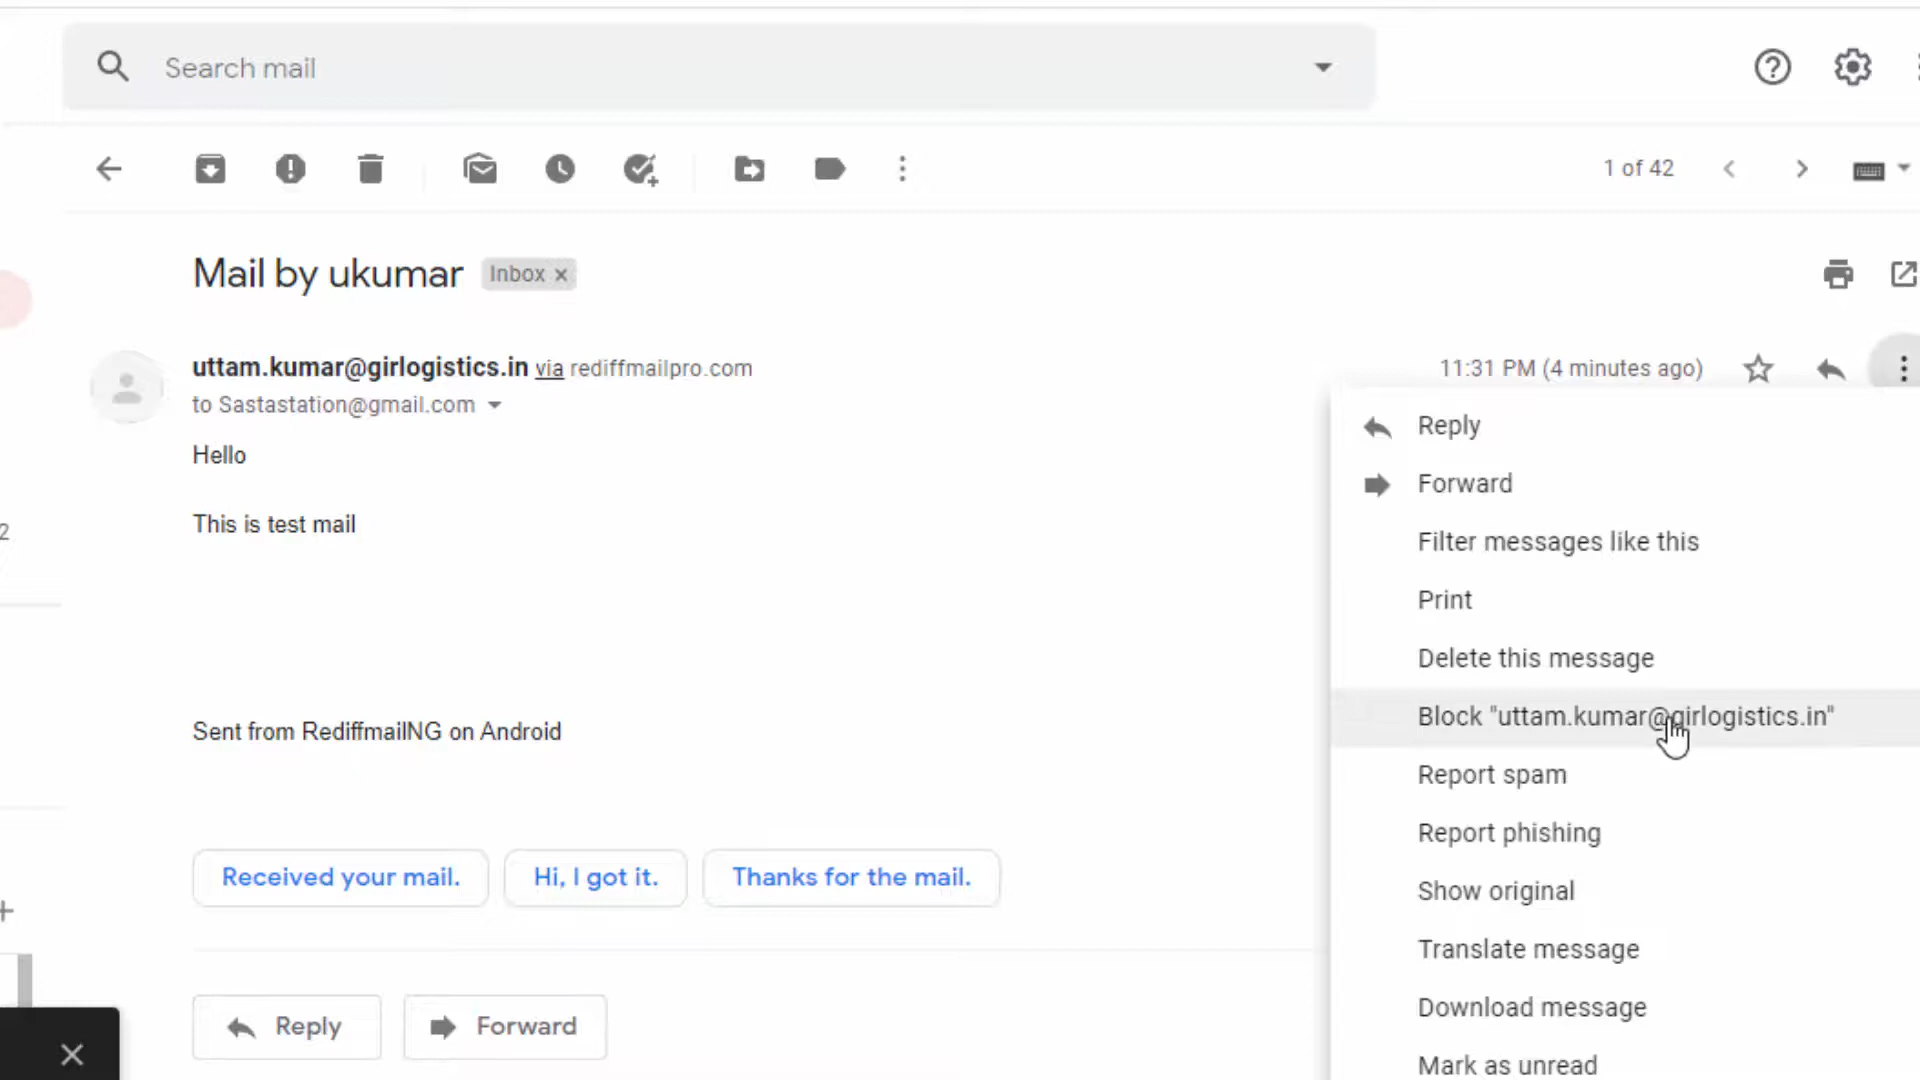 Search mail
1 of 42
Mail by ukumar Inbox x
uttam.kumar@girlogistics.in via rediffmailpro.com
11:31 PM (4 minutes ago)
to Sastastation@gmail.com
Hello
This is test mail
2
Sent from RediffmailNG on Android
Received your mail. Hi, I got it. Thanks for the mail.
Reply Forward
Reply
Forward
Filter messages like this
Print
Delete this message
Block "uttam.kumar@girlogistics.in"
Report spam
Report phishing
Show original
Translate message
Download message
Mark as unread